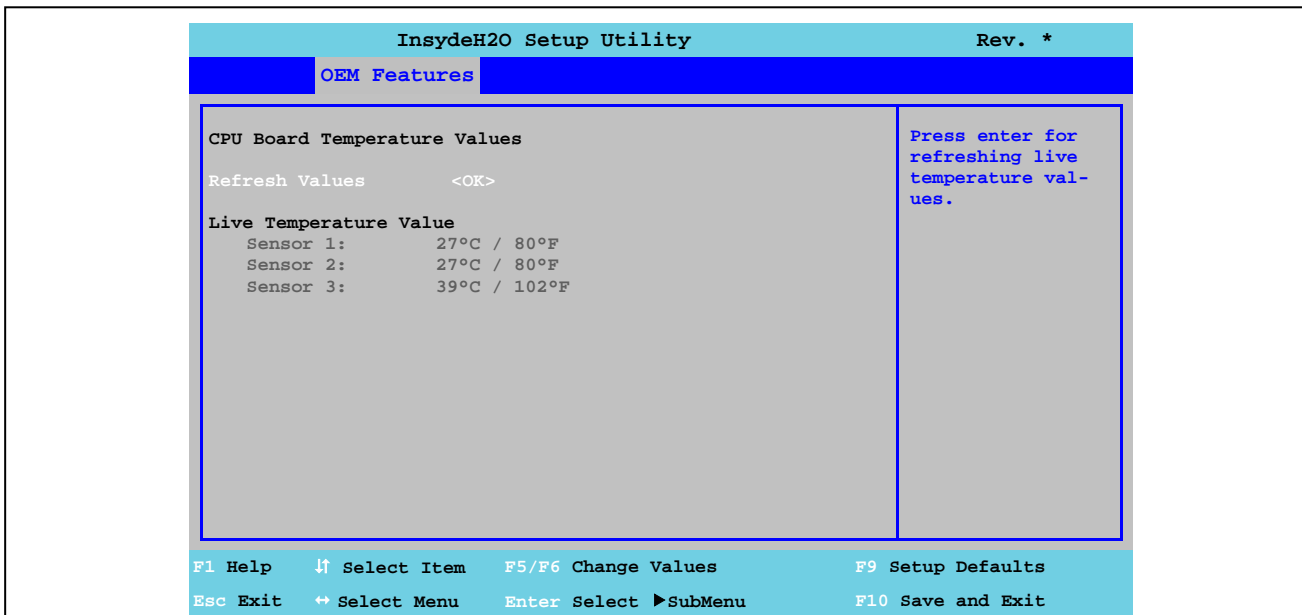 InsydeH2O Setup Utility Rev. *
OEM Features
CPU Board Temperature Values
Refresh Values <OK>
Live Temperature Value
Sensor 1: 27°C / 80°F
Sensor 2: 27°C / 80°F
Sensor 3: 39°C / 102°F
Press enter for
refreshing live
temperature val-
ues.
F1 Help ↓↑ Select Item F5/F6 Change Values F9 Setup Defaults
Esc Exit ↔ Select Menu Enter Select ▶SubMenu F10 Save and Exit